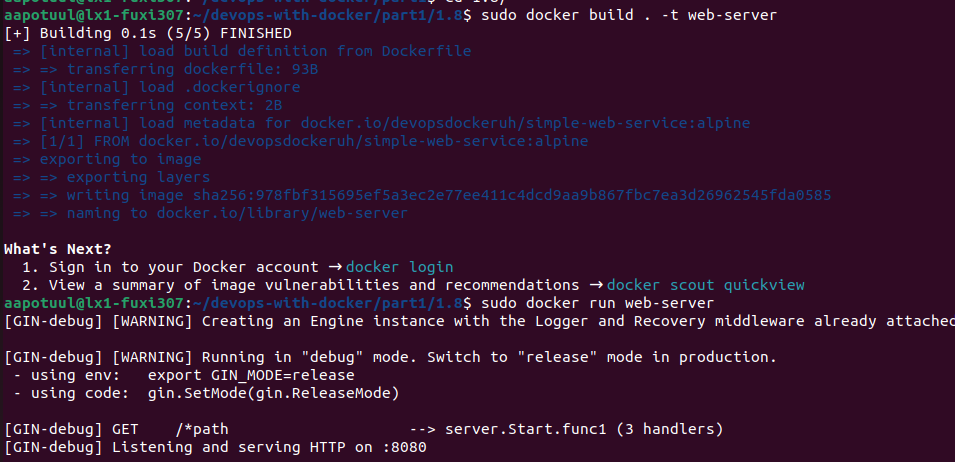 aapotuul@lx1-fuxi307:~/devops-with-docker/part1/1.8$ sudo docker build . -t web-server
[+] Building 0.1s (5/5) FINISHED
=> [internal] load build definition from Dockerfile
=> => transferring dockerfile: 93B
=> [internal] load .dockerignore
=> => transferring context: 2B
=> [internal] load metadata for docker.io/devopsdockeruh/simple-web-service:alpine
=> [1/1] FROM docker.io/devopsdockeruh/simple-web-service:alpine
=> exporting to image
=> => exporting layers
=> => writing image sha256:978fbf315695ef5a3ec2e77ee411c4dcd9aa9b867fbc7ea3d26962545fda0585
=> => naming to docker.io/library/web-server
What's Next?
1. Sign in to your Docker account → docker login
2. View a summary of image vulnerabilities and recommendations → docker scout quickview
aapotuul@lx1-fuxi307:~/devops-with-docker/part1/1.8$ sudo docker run web-server
[GIN-debug] [WARNING] Creating an Engine instance with the Logger and Recovery middleware already attached
[GIN-debug] [WARNING] Running in "debug" mode. Switch to "release" mode in production.
- using env:   export GIN_MODE=release
- using code:  gin.SetMode(gin.ReleaseMode)
[GIN-debug] GET    /*path                    --> server.Start.func1 (3 handlers)
[GIN-debug] Listening and serving HTTP on :8080